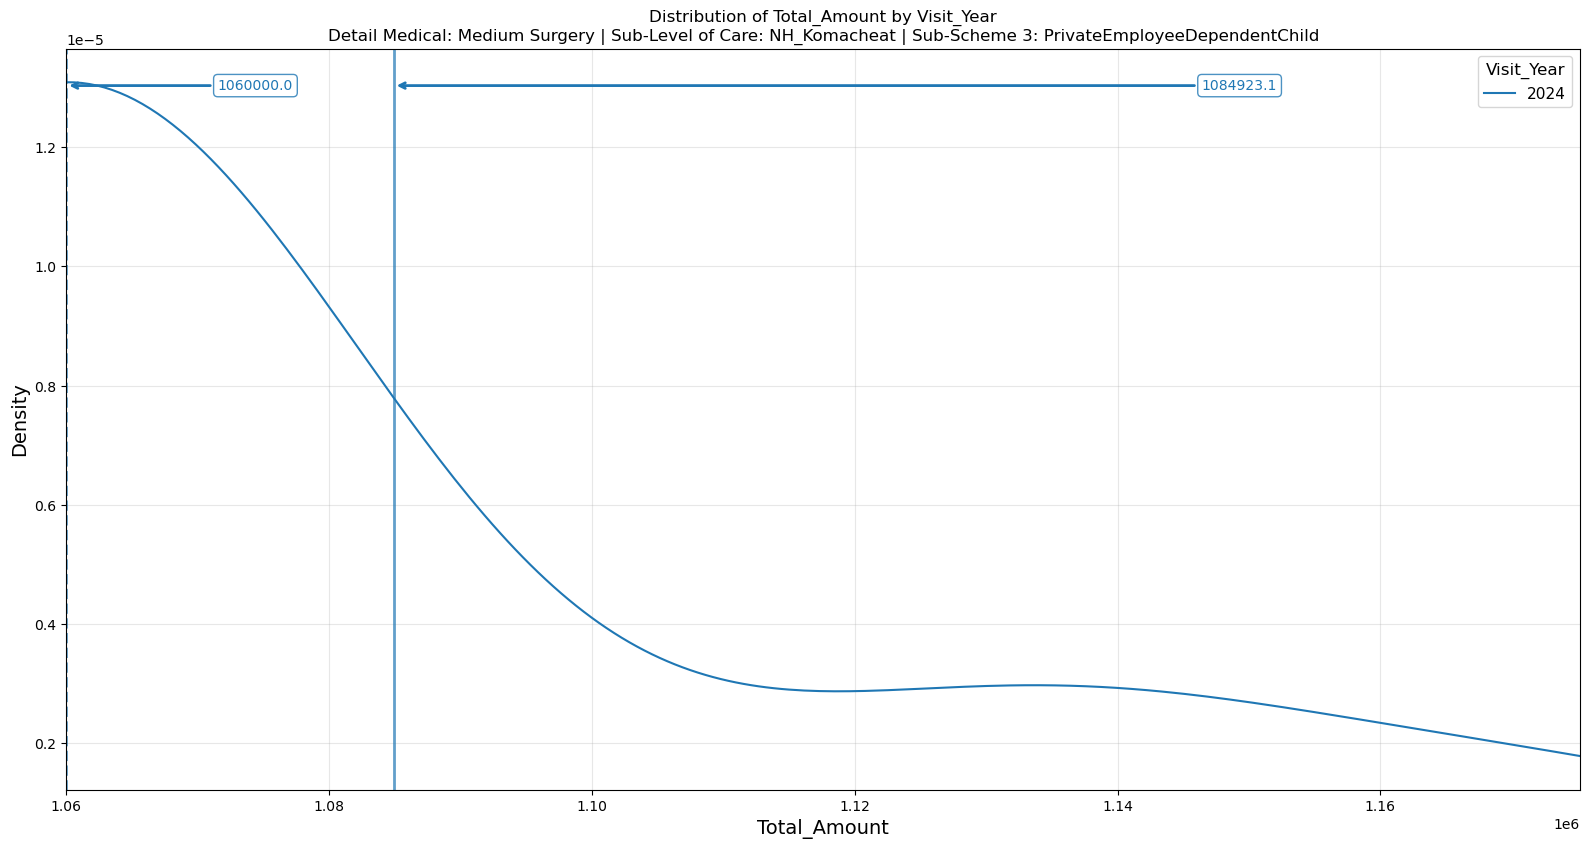 Distribution of Total_Amount by Visit_Year
Detail Medical: Medium Surgery | Sub-Level of Care: NH_Komacheat | Sub-Scheme 3: PrivateEmployeeDependentChild
1e−5
1060000.0
1084923.1
Visit_Year
2024
1.2
1.0
0.8
0.6
0.4
0.2
Density
1.06
1.08
1.10
1.12
1.14
1.16
1e6
Total_Amount